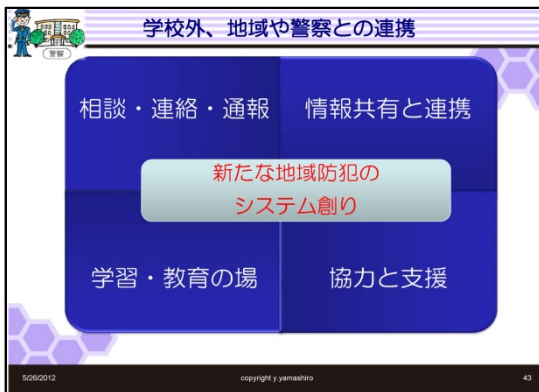 学校外、地域や警察との連携
警察
相談・連絡・通報
情報共有と連携
新たな地域防犯の
システム創り
学習・教育の場
協力と支援
5/26/2012
copyright y.yamashiro
43